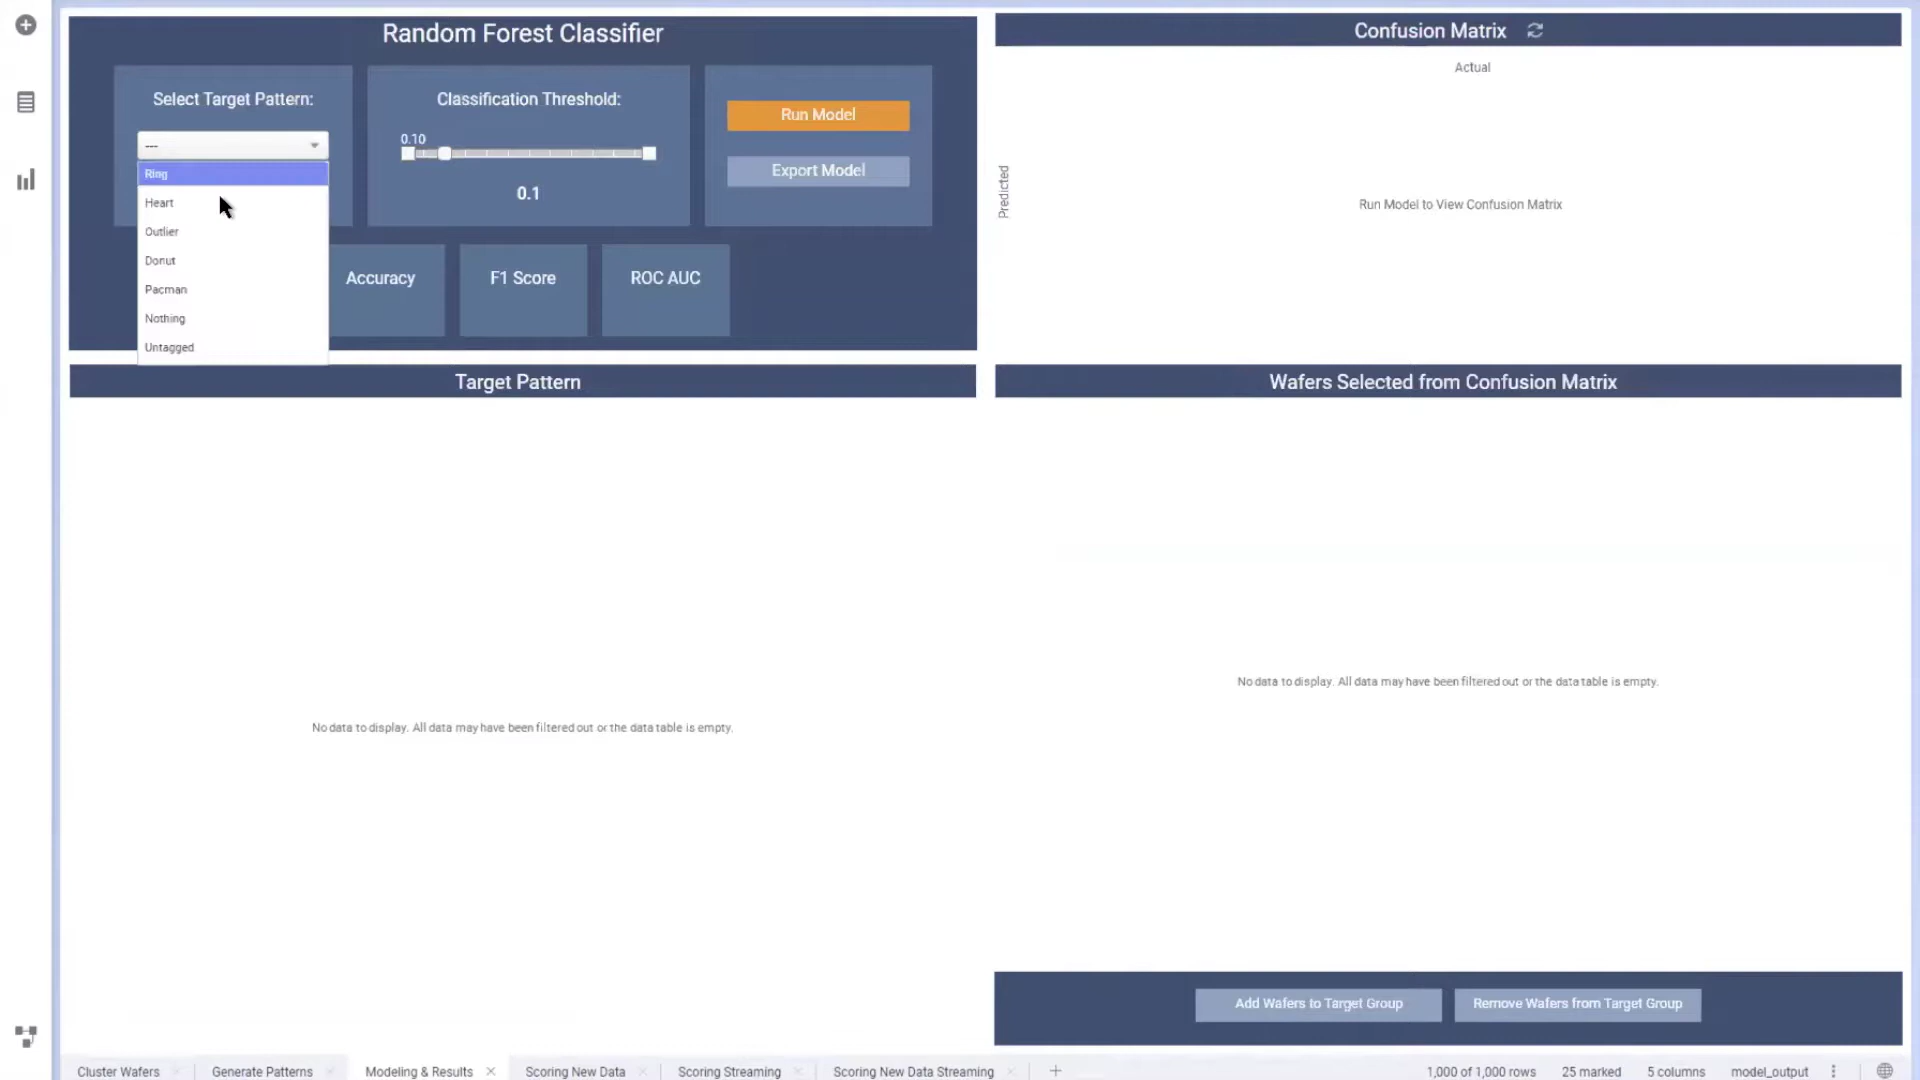 Random Forest Classifier
Select Target Pattern:
---
Ring
Heart
Outlier
Donut
Pacman
Nothing
Untagged
Classification Threshold:
0.10
0.1
Run Model
Export Model
Accuracy
F1 Score
ROC AUC
Confusion Matrix
Actual
Predicted
Run Model to View Confusion Matrix
Target Pattern
No data to display. All data may have been filtered out or the data table is empty.
Wafers Selected from Confusion Matrix
No data to display. All data may have been filtered out or the data table is empty.
Add Wafers to Target Group
Remove Wafers from Target Group
Cluster Wafers
Generate Patterns
Modeling & Results
Scoring New Data
Scoring Streaming
Scoring New Data Streaming
1,000 of 1,000 rows
25 marked
5 columns
model_output